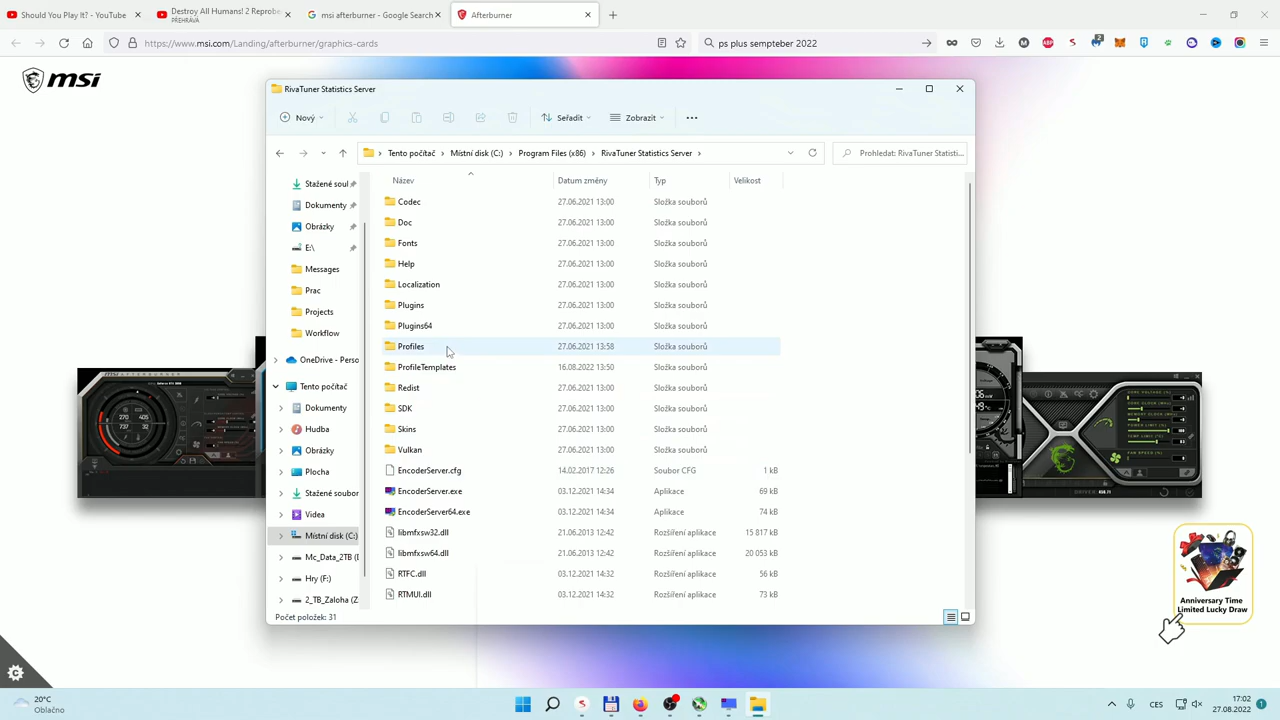 Should You Play It? - YouTube
Destroy All Humans! 2 Reprobe
PŘEHRÁVÁ
msi afterburner - Google Search
Afterburner
https://www.msi.com/Landing/afterburner/graphics-cards
ps plus sempteber 2022
msi
RivaTuner Statistics Server
Nový
Seřadit
Zobrazit
Tento počítač > Místní disk (C:) > Program Files (x86) > RivaTuner Statistics Server >
Prohledat: RivaTuner Statisti...
Název Datum změny Typ Velikost
Stažené soul
Dokumenty
Obrázky
E:\
Messages
Prac
Projects
Workflow
OneDrive - Perso
Tento počítač
Dokumenty
Hudba
Obrázky
Plocha
Stažené soubor
Videa
Místní disk (C:)
Mc_Data_2TB (I
Hry (F:)
2_TB_Zaloha (Z
Codec 27.06.2021 13:00 Složka souborů
Doc 27.06.2021 13:00 Složka souborů
Fonts 27.06.2021 13:00 Složka souborů
Help 27.06.2021 13:00 Složka souborů
Localization 27.06.2021 13:00 Složka souborů
Plugins 27.06.2021 13:00 Složka souborů
Plugins64 27.06.2021 13:00 Složka souborů
Profiles 27.06.2021 13:58 Složka souborů
ProfileTemplates 16.08.2022 13:50 Složka souborů
Redist 27.06.2021 13:00 Složka souborů
SDK 27.06.2021 13:00 Složka souborů
Skins 27.06.2021 13:00 Složka souborů
Vulkan 27.06.2021 13:00 Složka souborů
EncoderServer.cfg 14.02.2017 12:26 Soubor CFG 1 kB
EncoderServer.exe 03.12.2021 14:34 Aplikace 69 kB
EncoderServer64.exe 03.12.2021 14:34 Aplikace 74 kB
libmfxsw32.dll 21.06.2013 12:42 Rozšíření aplikace 15 817 kB
libmfxsw64.dll 21.06.2013 12:42 Rozšíření aplikace 20 053 kB
RTFC.dll 03.12.2021 14:32 Rozšíření aplikace 56 kB
RTMUI.dll 03.12.2021 14:32 Rozšíření aplikace 73 kB
Počet položek: 31
Anniversary Time
Limited Lucky Draw
20°C
Oblačno
CES
17:02
27.08.2022